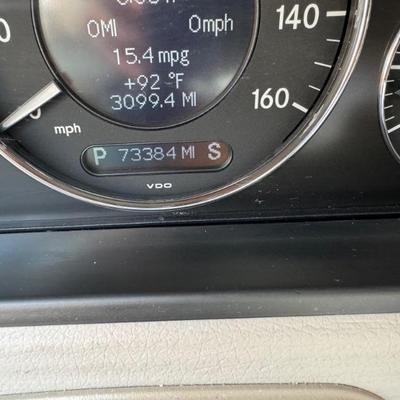 140
0MI 0mph
15.4 mpg
+92 °F
3099.4 MI
160
mph
P 73384 MI S
VDO